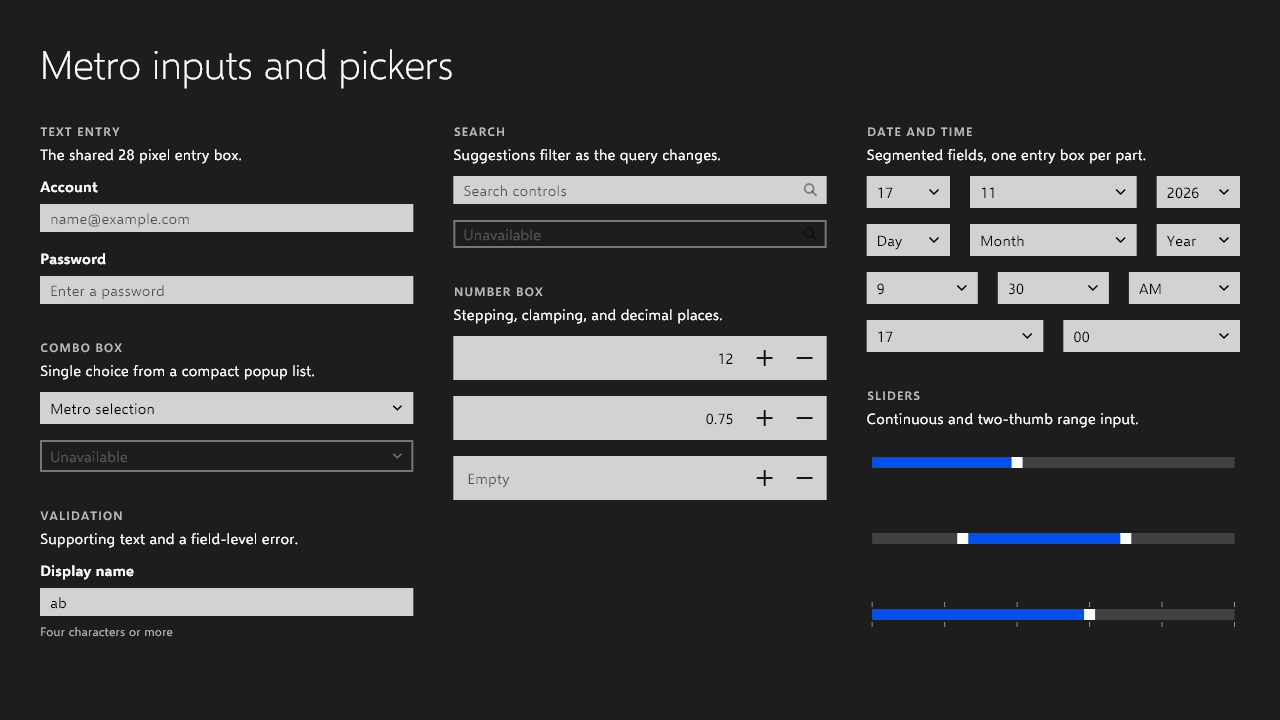 Metro inputs and pickers
TEXT ENTRY
The shared 28 pixel entry box.
Account
name@example.com
Password
Enter a password
COMBO BOX
Single choice from a compact popup list.
Metro selection
Unavailable
VALIDATION
Supporting text and a field-level error.
Display name
ab
Four characters or more
SEARCH
Suggestions filter as the query changes.
Search controls
Unavailable
NUMBER BOX
Stepping, clamping, and decimal places.
12
0.75
Empty
DATE AND TIME
Segmented fields, one entry box per part.
17 11 2026
Day Month Year
9 30 AM
17 00
SLIDERS
Continuous and two-thumb range input.